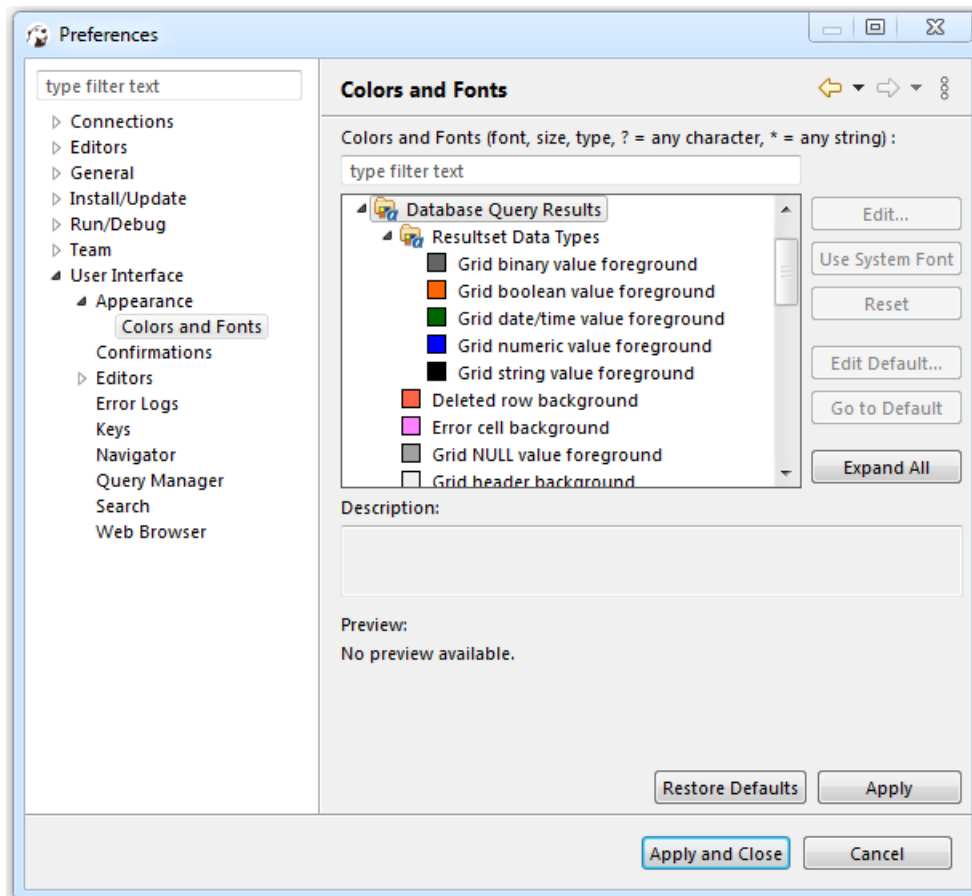 Preferences
type filter text
Connections
Editors
General
Install/Update
Run/Debug
Team
User Interface
Appearance
Colors and Fonts
Confirmations
Editors
Error Logs
Keys
Navigator
Query Manager
Search
Web Browser
Colors and Fonts
Colors and Fonts (font, size, type, ? = any character, * = any string) :
type filter text
Database Query Results
Resultset Data Types
Grid binary value foreground
Grid boolean value foreground
Grid date/time value foreground
Grid numeric value foreground
Grid string value foreground
Deleted row background
Error cell background
Grid NULL value foreground
Grid header background
Edit...
Use System Font
Reset
Edit Default...
Go to Default
Expand All
Description:
Preview:
No preview available.
Restore Defaults
Apply
Apply and Close
Cancel